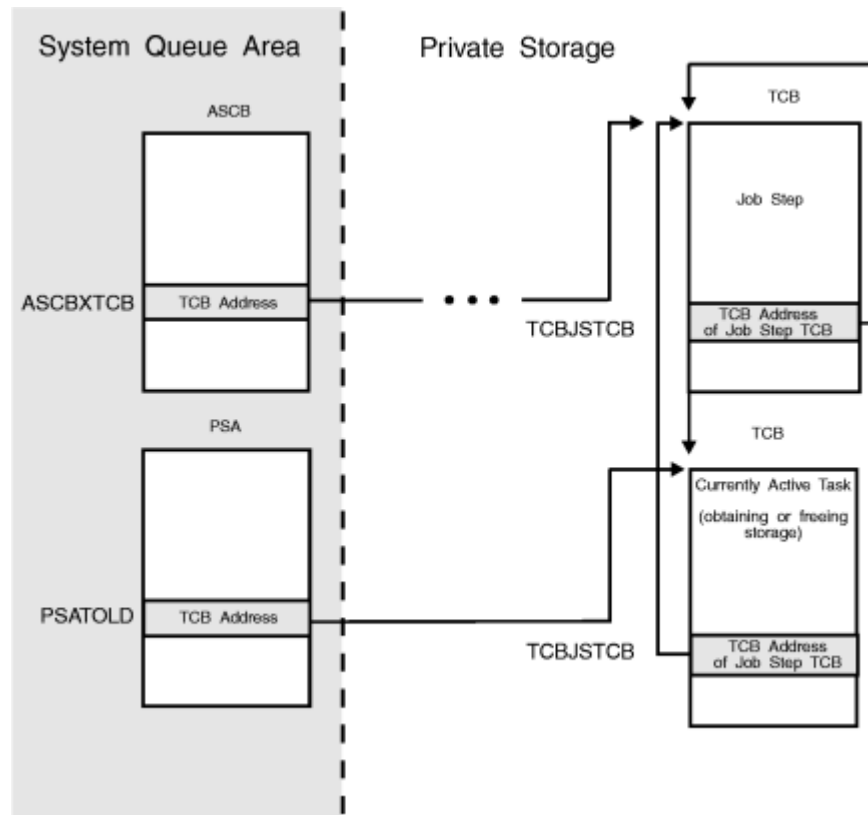 System Queue Area
Private Storage
ASCB
TCB
Job Step
ASCBXTCB
TCB Address
TCBJSTCB
TCB Address
of Job Step TCB
PSA
TCB
Currently Active Task
(obtaining or freeing
storage)
PSATOLD
TCB Address
TCBJSTCB
TCB Address
of Job Step TCB